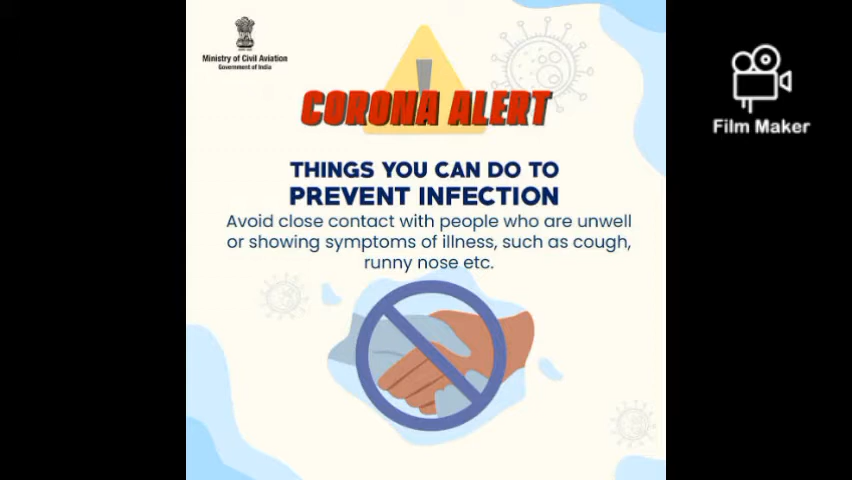 Ministry of Civil Aviation
Government of India
CORONA ALERT
THINGS YOU CAN DO TO
PREVENT INFECTION
Avoid close contact with people who are unwell
or showing symptoms of illness, such as cough,
runny nose etc.
Film Maker